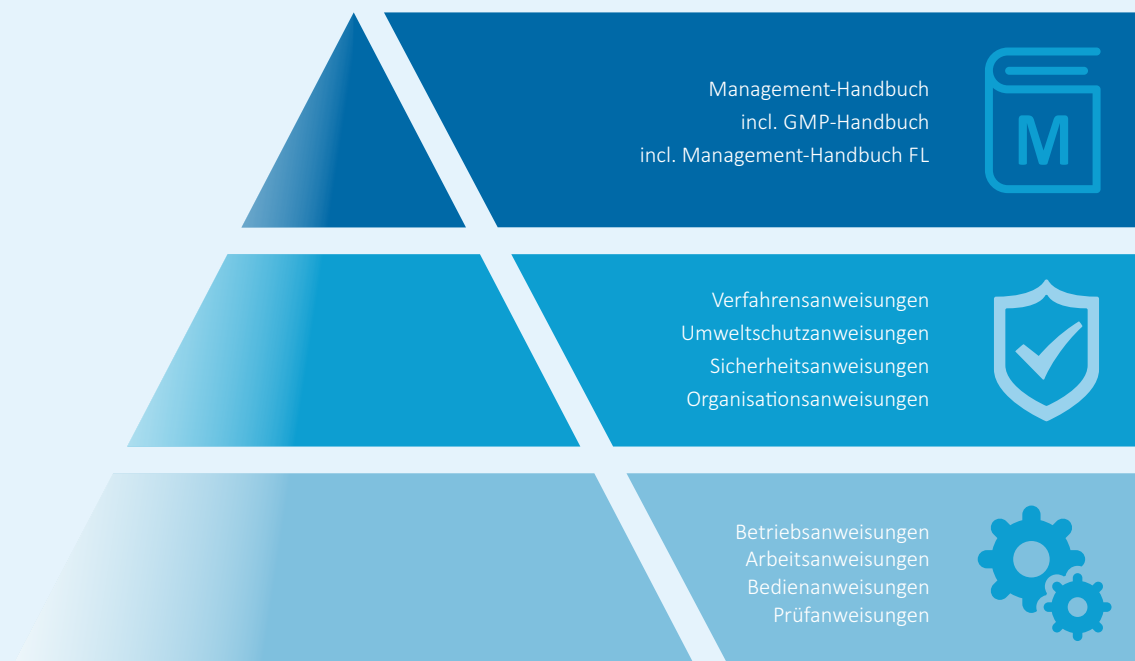 Management-Handbuch
incl. GMP-Handbuch
incl. Management-Handbuch FL
M
Verfahrensanweisungen
Umweltschutzanweisungen
Sicherheitsanweisungen
Organisationsanweisungen
Betriebsanweisungen
Arbeitsanweisungen
Bedienanweisungen
Prüfanweisungen